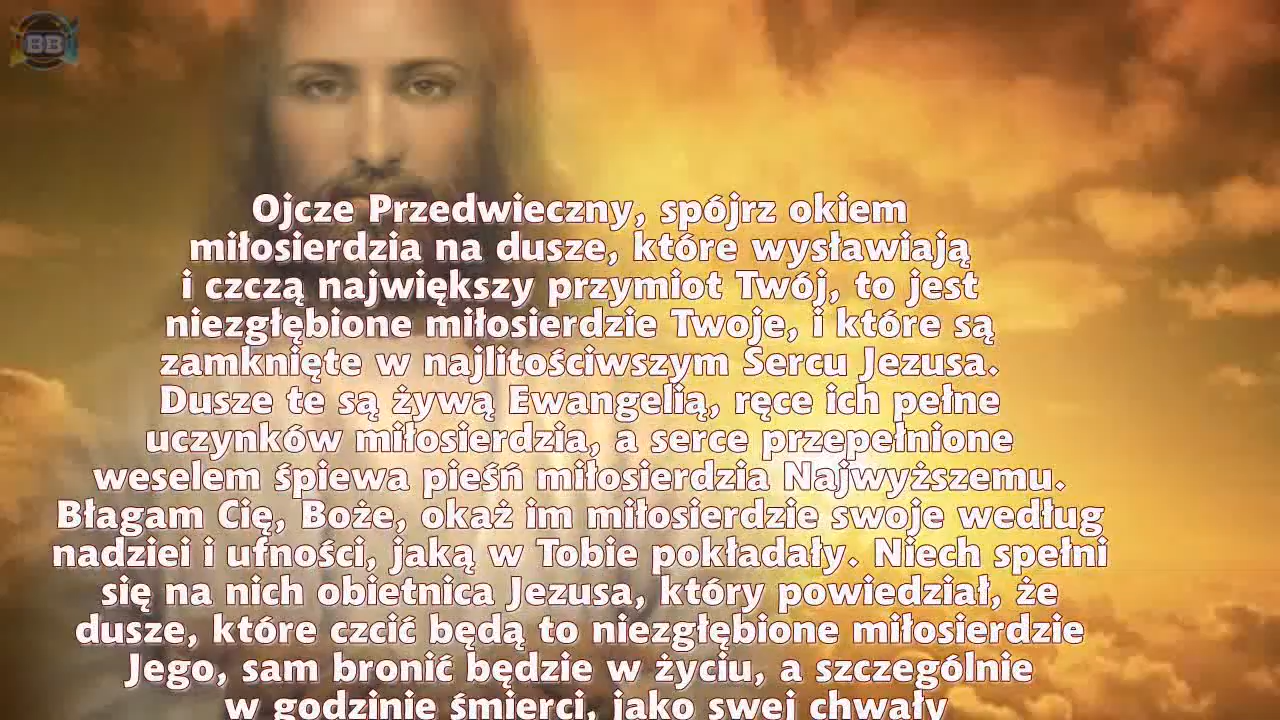 BB
Ojcze Przedwieczny, spójrz okiem
miłosierdzia na dusze, które wysławiają
i czczą największy przymiot Twój, to jest
niezgłębione miłosierdzie Twoje, i które są
zamknięte w najlitościwszym Sercu Jezusa.
Dusze te są żywą Ewangelią, ręce ich pełne
uczynków miłosierdzia, a serce przepełnione
weselem śpiewa pieśń miłosierdzia Najwyższemu.
Błagam Cię, Boże, okaż im miłosierdzie swoje według
nadziei i ufności, jaką w Tobie pokładały. Niech spełni
się na nich obietnica Jezusa, który powiedział, że
dusze, które czcić będą to niezgłębione miłosierdzie
Jego, sam bronić będzie w życiu, a szczególnie
w godzinie śmierci, jako swej chwały